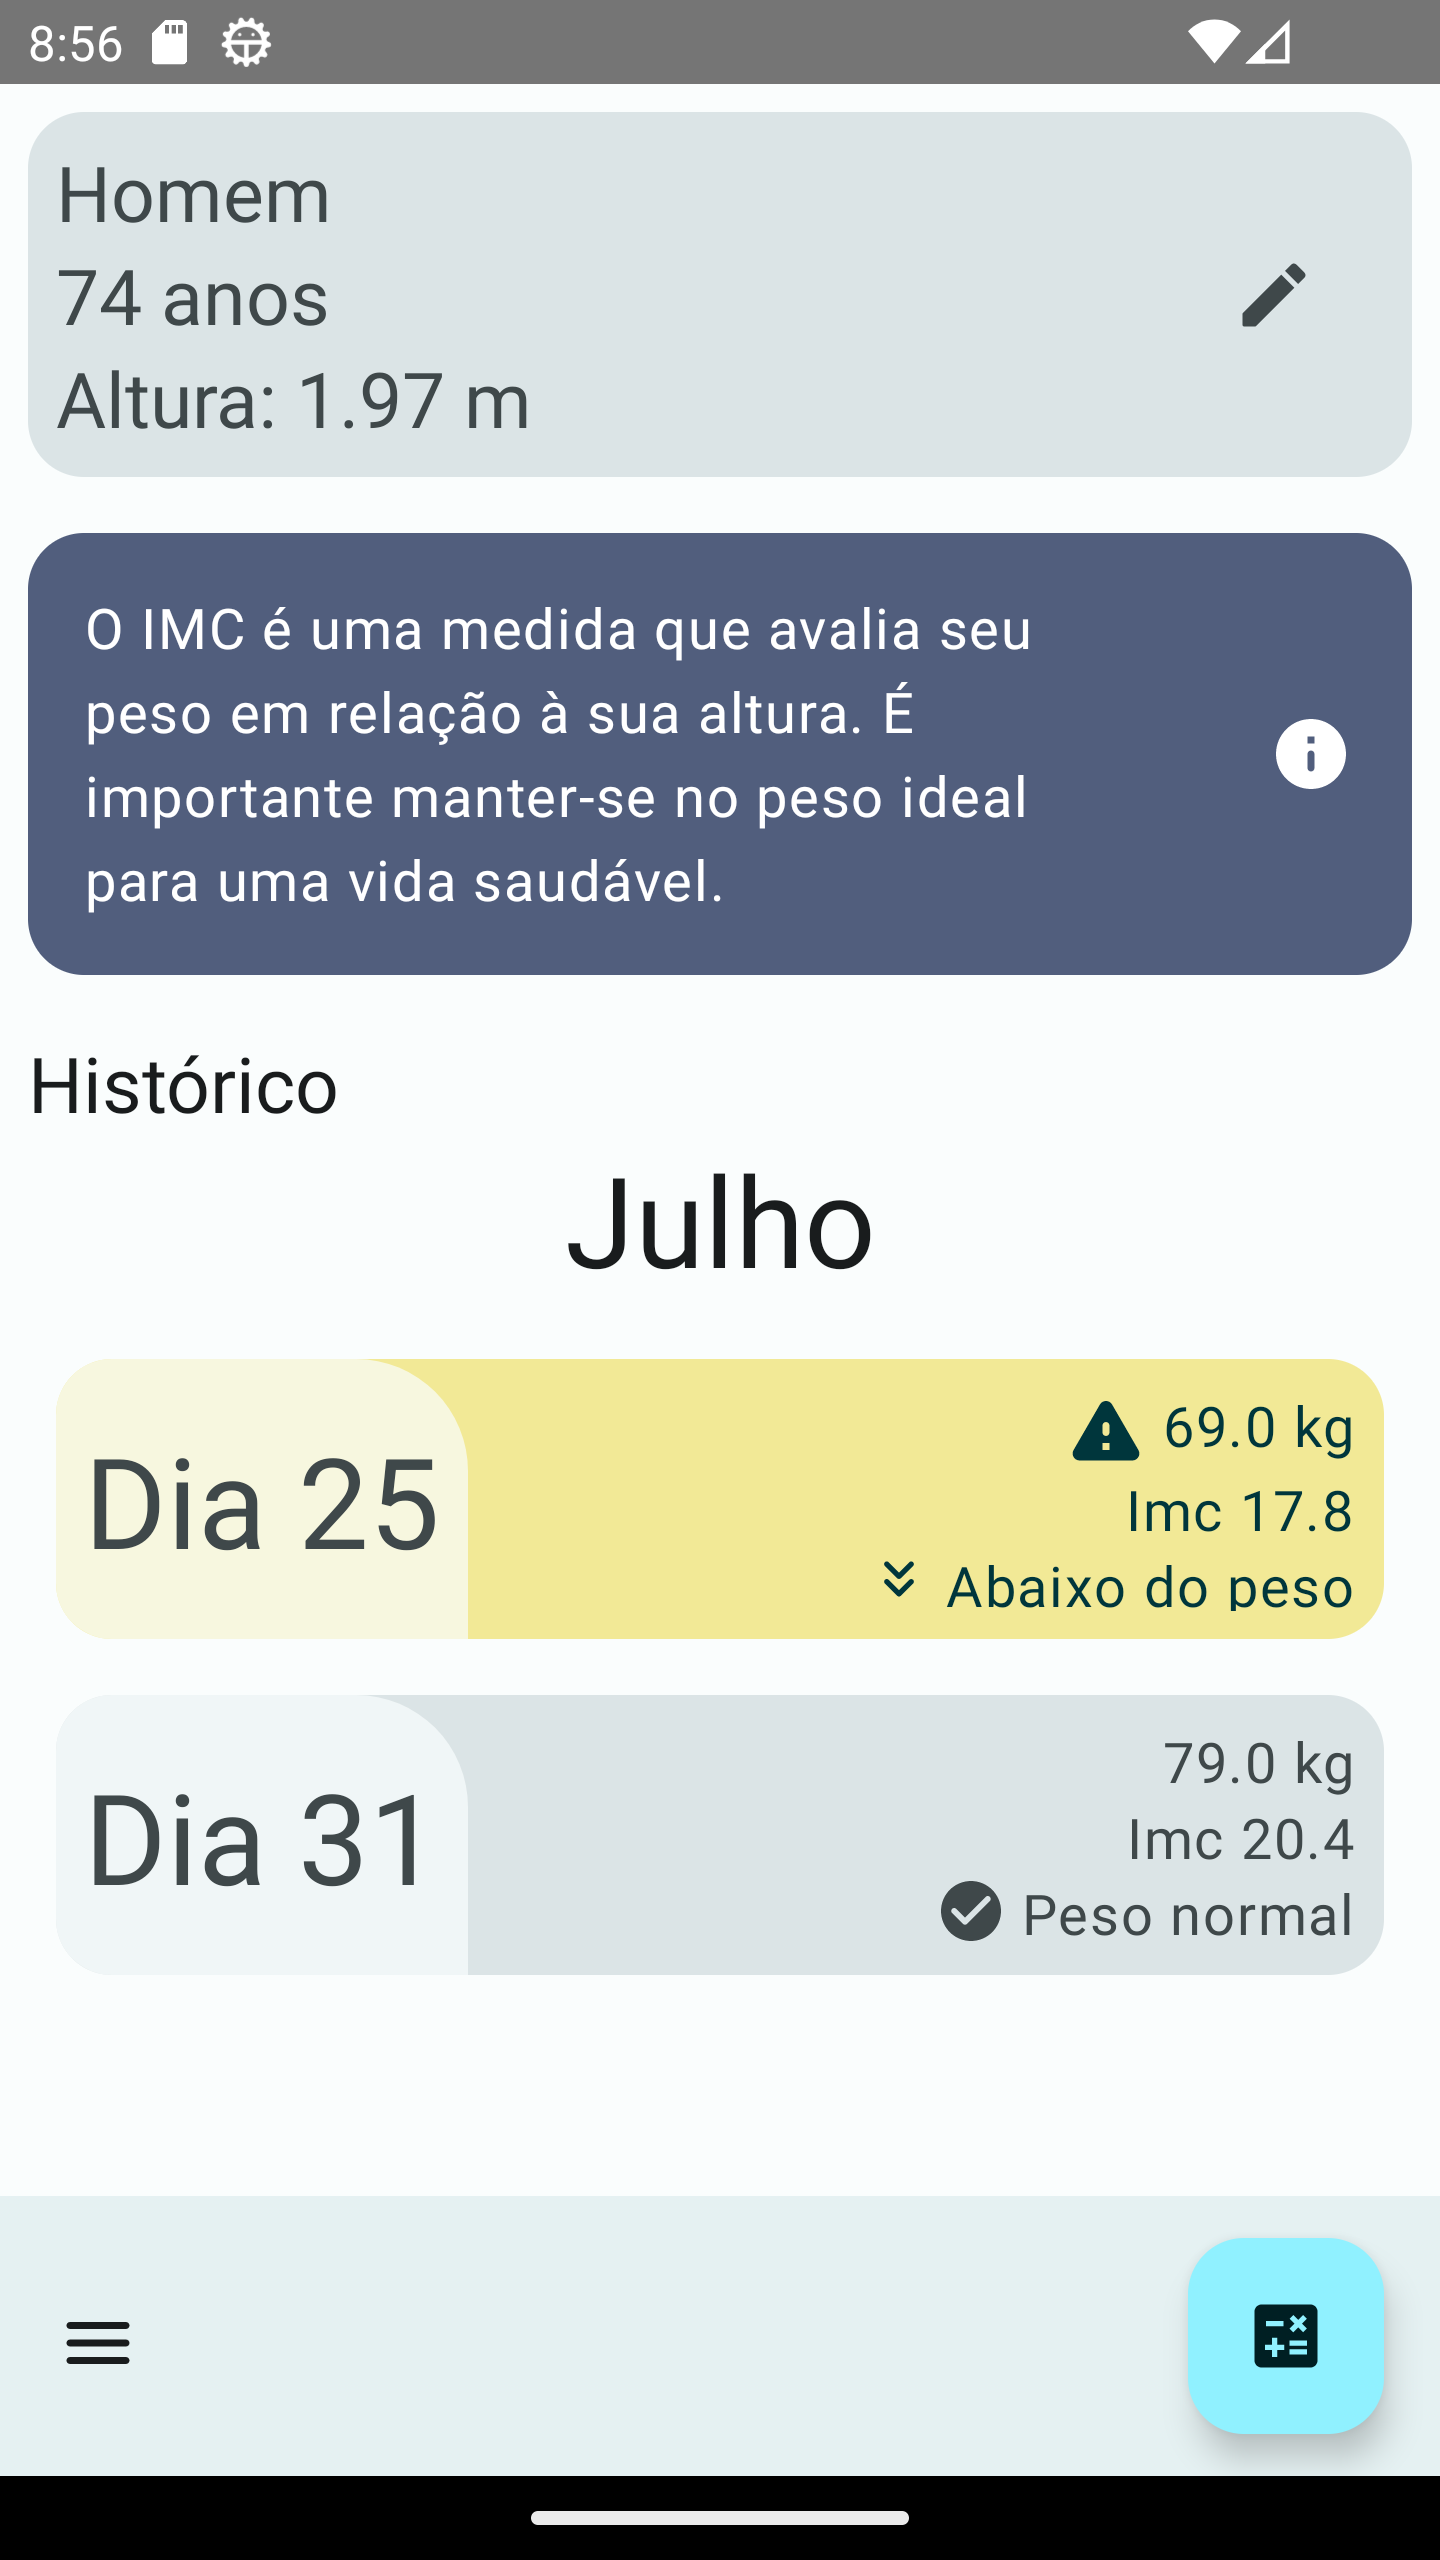 8:56
Homem
74 anos
Altura: 1.97 m
O IMC é uma medida que avalia seu
peso em relação à sua altura. É
importante manter-se no peso ideal
para uma vida saudável.
Histórico
Julho
Dia 25
69.0 kg
Imc 17.8
Abaixo do peso
Dia 31
79.0 kg
Imc 20.4
Peso normal